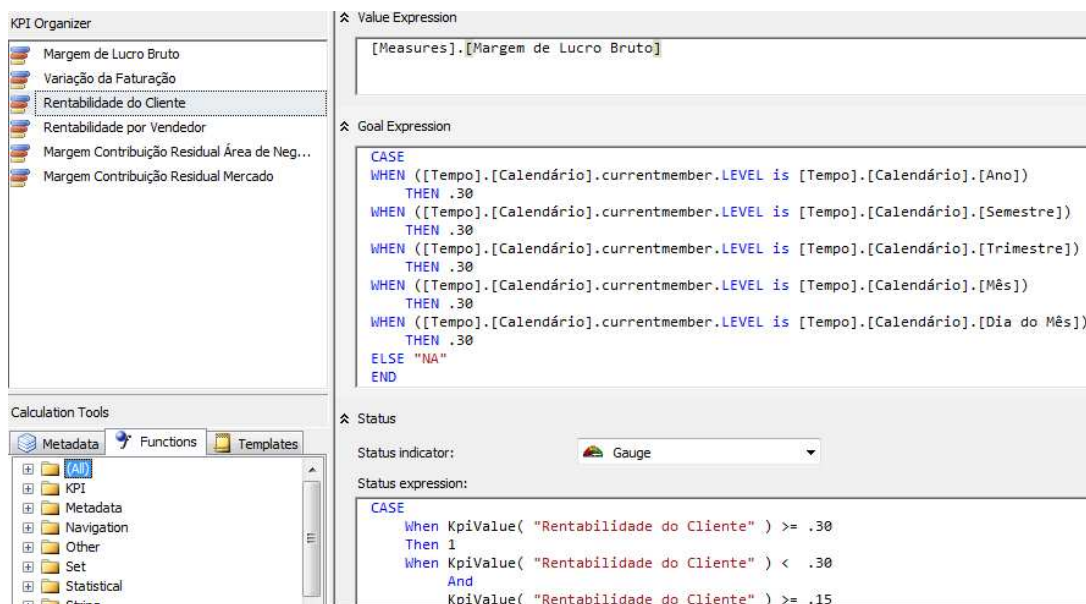 KPI Organizer
Margem de Lucro Bruto
Variação da Faturação
Rentabilidade do Cliente
Rentabilidade por Vendedor
Margem Contribuição Residual Área de Neg...
Margem Contribuição Residual Mercado
Calculation Tools
Metadata Functions Templates
(All)
KPI
Metadata
Navigation
Other
Set
Statistical
Value Expression
[Measures].[Margem de Lucro Bruto]
Goal Expression
CASE
WHEN ([Tempo].[Calendário].currentmember.LEVEL is [Tempo].[Calendário].[Ano])
THEN .30
WHEN ([Tempo].[Calendário].currentmember.LEVEL is [Tempo].[Calendário].[Semestre])
THEN .30
WHEN ([Tempo].[Calendário].currentmember.LEVEL is [Tempo].[Calendário].[Trimestre])
THEN .30
WHEN ([Tempo].[Calendário].currentmember.LEVEL is [Tempo].[Calendário].[Mês])
THEN .30
WHEN ([Tempo].[Calendário].currentmember.LEVEL is [Tempo].[Calendário].[Dia do Mês])
THEN .30
ELSE "NA"
END
Status
Status indicator: Gauge
Status expression:
CASE
When KpiValue( "Rentabilidade do Cliente" ) >= .30
Then 1
When KpiValue( "Rentabilidade do Cliente" ) < .30
And
KpiValue( "Rentabilidade do Cliente" ) >= .15